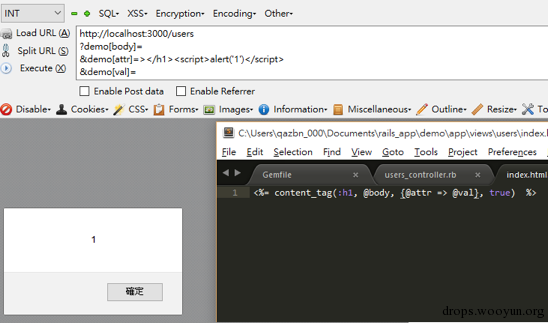 INT SQL- XSS- Encryption- Encoding- Other-
Load URL (A) http://localhost:3000/users
?demo[body]=
Split URL (S) &demo[attr]=></h1><script>alert('1')</script>
Execute (X) &demo[val]=
Enable Post data Enable Referrer
Disable- Cookies- CSS- Forms- Images- Information- Miscellaneous- Outline- Resize- To
C:\Users\qazbn_000\Documents\rails_app\demo\app\views\users\index.h
File Edit Selection Find View Goto Tools Project Preferences
Gemfile × users_controller.rb × index.html
1 <%= content_tag(:h1, @body, {@attr => @val}, true) %>
1
確定
drops.wooyun.org